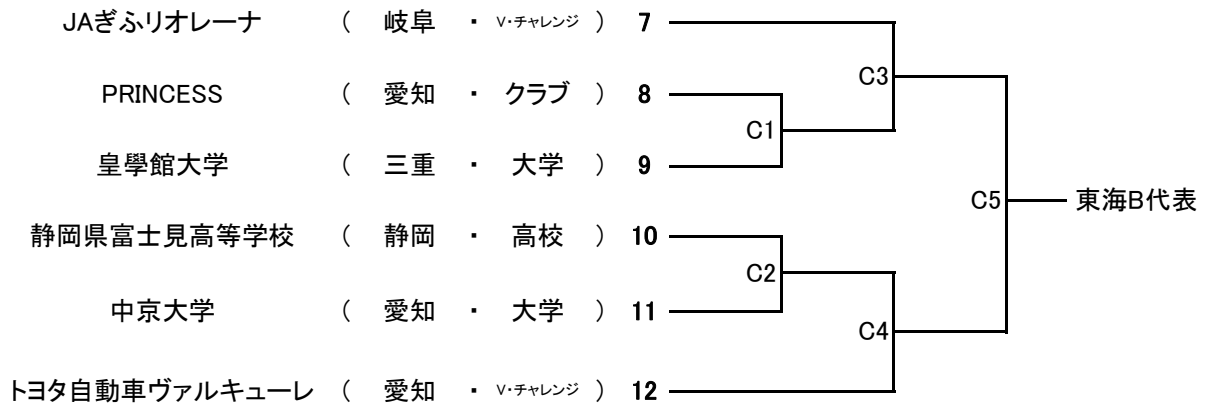 JAぎふリオレーナ ( 岐阜 ・ V・チャレンジ ) 7
C3
PRINCESS ( 愛知 ・ クラブ ) 8
C1
皇學館大学 ( 三重 ・ 大学 ) 9
C5 東海B代表
静岡県富士見高等学校 ( 静岡 ・ 高校 ) 10
C2
中京大学 ( 愛知 ・ 大学 ) 11
C4
トヨタ自動車ヴァルキューレ ( 愛知 ・ V・チャレンジ ) 12